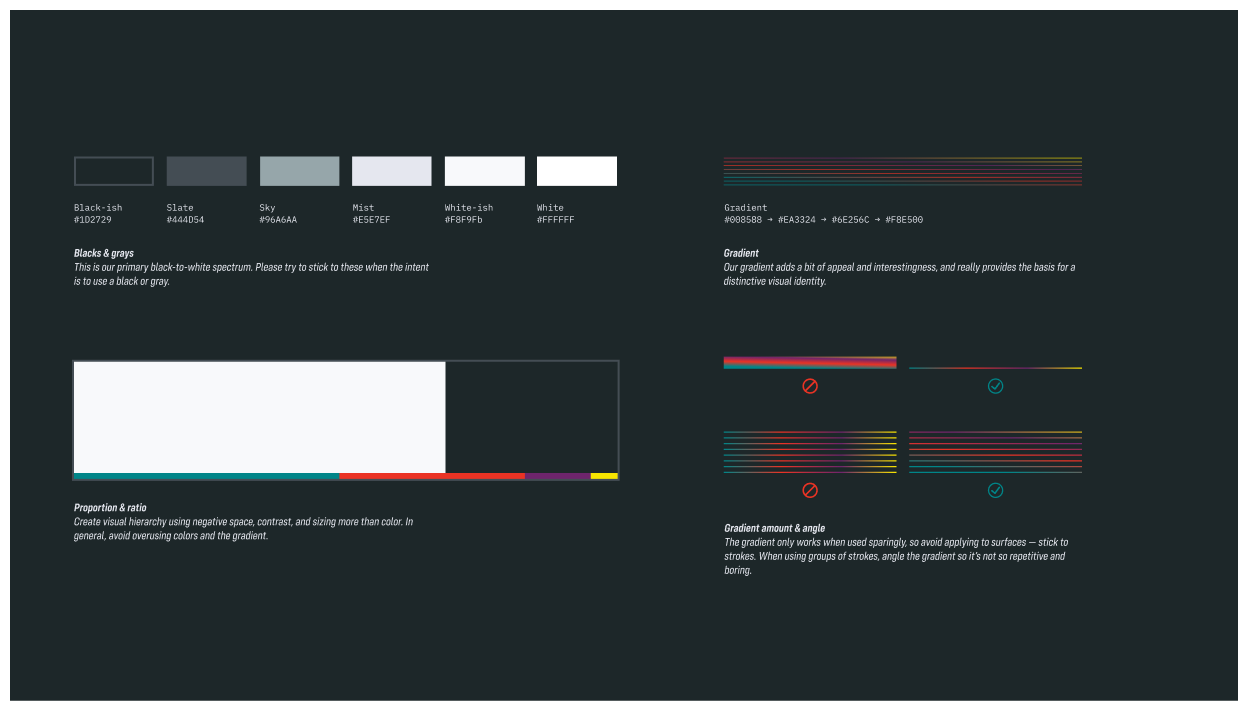 Black-ish
#1D2729
Slate
#444D54
Sky
#96A6AA
Mist
#E5E7EF
White-ish
#F8F9Fb
White
#FFFFFF
Blacks & grays
This is our primary black-to-white spectrum. Please try to stick to these when the intent
is to use a black or gray.
Proportion & ratio
Create visual hierarchy using negative space, contrast, and sizing more than color. In
general, avoid overusing colors and the gradient.
Gradient
#008588 → #EA3324 → #6E256C → #F8E500
Gradient
Our gradient adds a bit of appeal and interestingness, and really provides the basis for a
distinctive visual identity.
Gradient amount & angle
The gradient only works when used sparingly, so avoid applying to surfaces — stick to
strokes. When using groups of strokes, angle the gradient so it's not so repetitive and
boring.